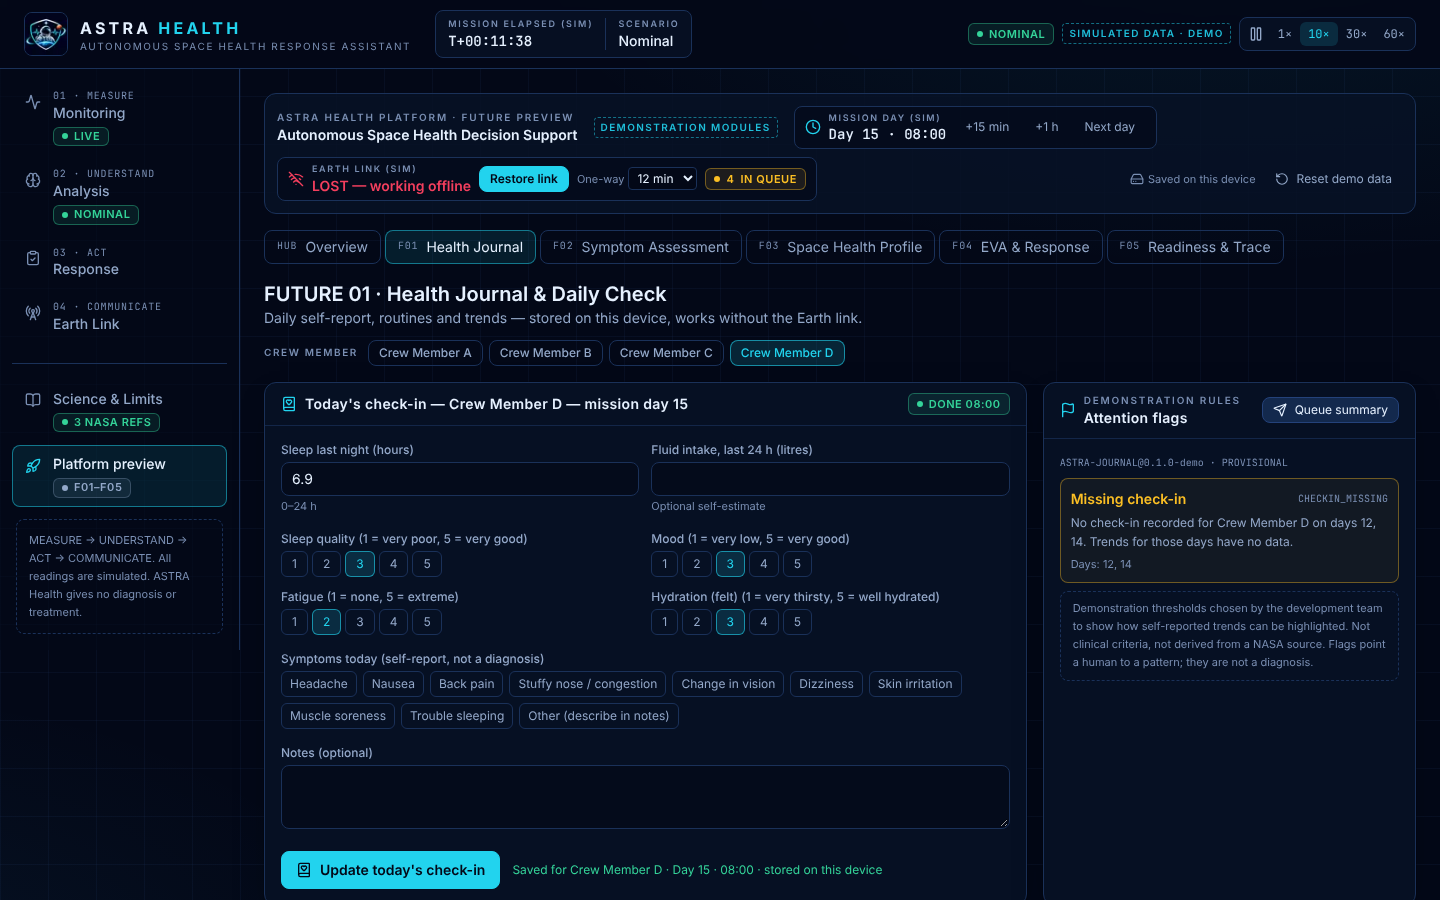 ASTRA HEALTH
AUTONOMOUS SPACE HEALTH RESPONSE ASSISTANT
MISSION ELAPSED (SIM)
T+00:11:38
SCENARIO
Nominal
NOMINAL
SIMULATED DATA · DEMO
1× 10× 30× 60×
01 · MEASURE
Monitoring
LIVE
02 · UNDERSTAND
Analysis
NOMINAL
03 · ACT
Response
04 · COMMUNICATE
Earth Link
Science & Limits
3 NASA REFS
Platform preview
F01–F05
MEASURE → UNDERSTAND →
ACT → COMMUNICATE. All
readings are simulated. ASTRA
Health gives no diagnosis or
treatment.
ASTRA HEALTH PLATFORM · FUTURE PREVIEW
Autonomous Space Health Decision Support
DEMONSTRATION MODULES
MISSION DAY (SIM)
Day 15 · 08:00
+15 min +1 h Next day
EARTH LINK (SIM)
LOST — working offline
Restore link
One-way 12 min
4 IN QUEUE
Saved on this device
Reset demo data
HUB Overview
F01 Health Journal
F02 Symptom Assessment
F03 Space Health Profile
F04 EVA & Response
F05 Readiness & Trace
FUTURE 01 · Health Journal & Daily Check
Daily self-report, routines and trends — stored on this device, works without the Earth link.
CREW MEMBER Crew Member A Crew Member B Crew Member C Crew Member D
Today's check-in — Crew Member D — mission day 15
DONE 08:00
Sleep last night (hours)
6.9
0–24 h
Fluid intake, last 24 h (litres)
Optional self-estimate
Sleep quality (1 = very poor, 5 = very good)
1 2 3 4 5
Mood (1 = very low, 5 = very good)
1 2 3 4 5
Fatigue (1 = none, 5 = extreme)
1 2 3 4 5
Hydration (felt) (1 = very thirsty, 5 = well hydrated)
1 2 3 4 5
Symptoms today (self-report, not a diagnosis)
Headache Nausea Back pain Stuffy nose / congestion Change in vision Dizziness Skin irritation
Muscle soreness Trouble sleeping Other (describe in notes)
Notes (optional)
Update today's check-in
Saved for Crew Member D · Day 15 · 08:00 · stored on this device
DEMONSTRATION RULES
Attention flags
Queue summary
ASTRA-JOURNAL@0.1.0-demo · PROVISIONAL
Missing check-in
CHECKIN_MISSING
No check-in recorded for Crew Member D on days 12,
14. Trends for those days have no data.
Days: 12, 14
Demonstration thresholds chosen by the development team
to show how self-reported trends can be highlighted. Not
clinical criteria, not derived from a NASA source. Flags point
a human to a pattern; they are not a diagnosis.